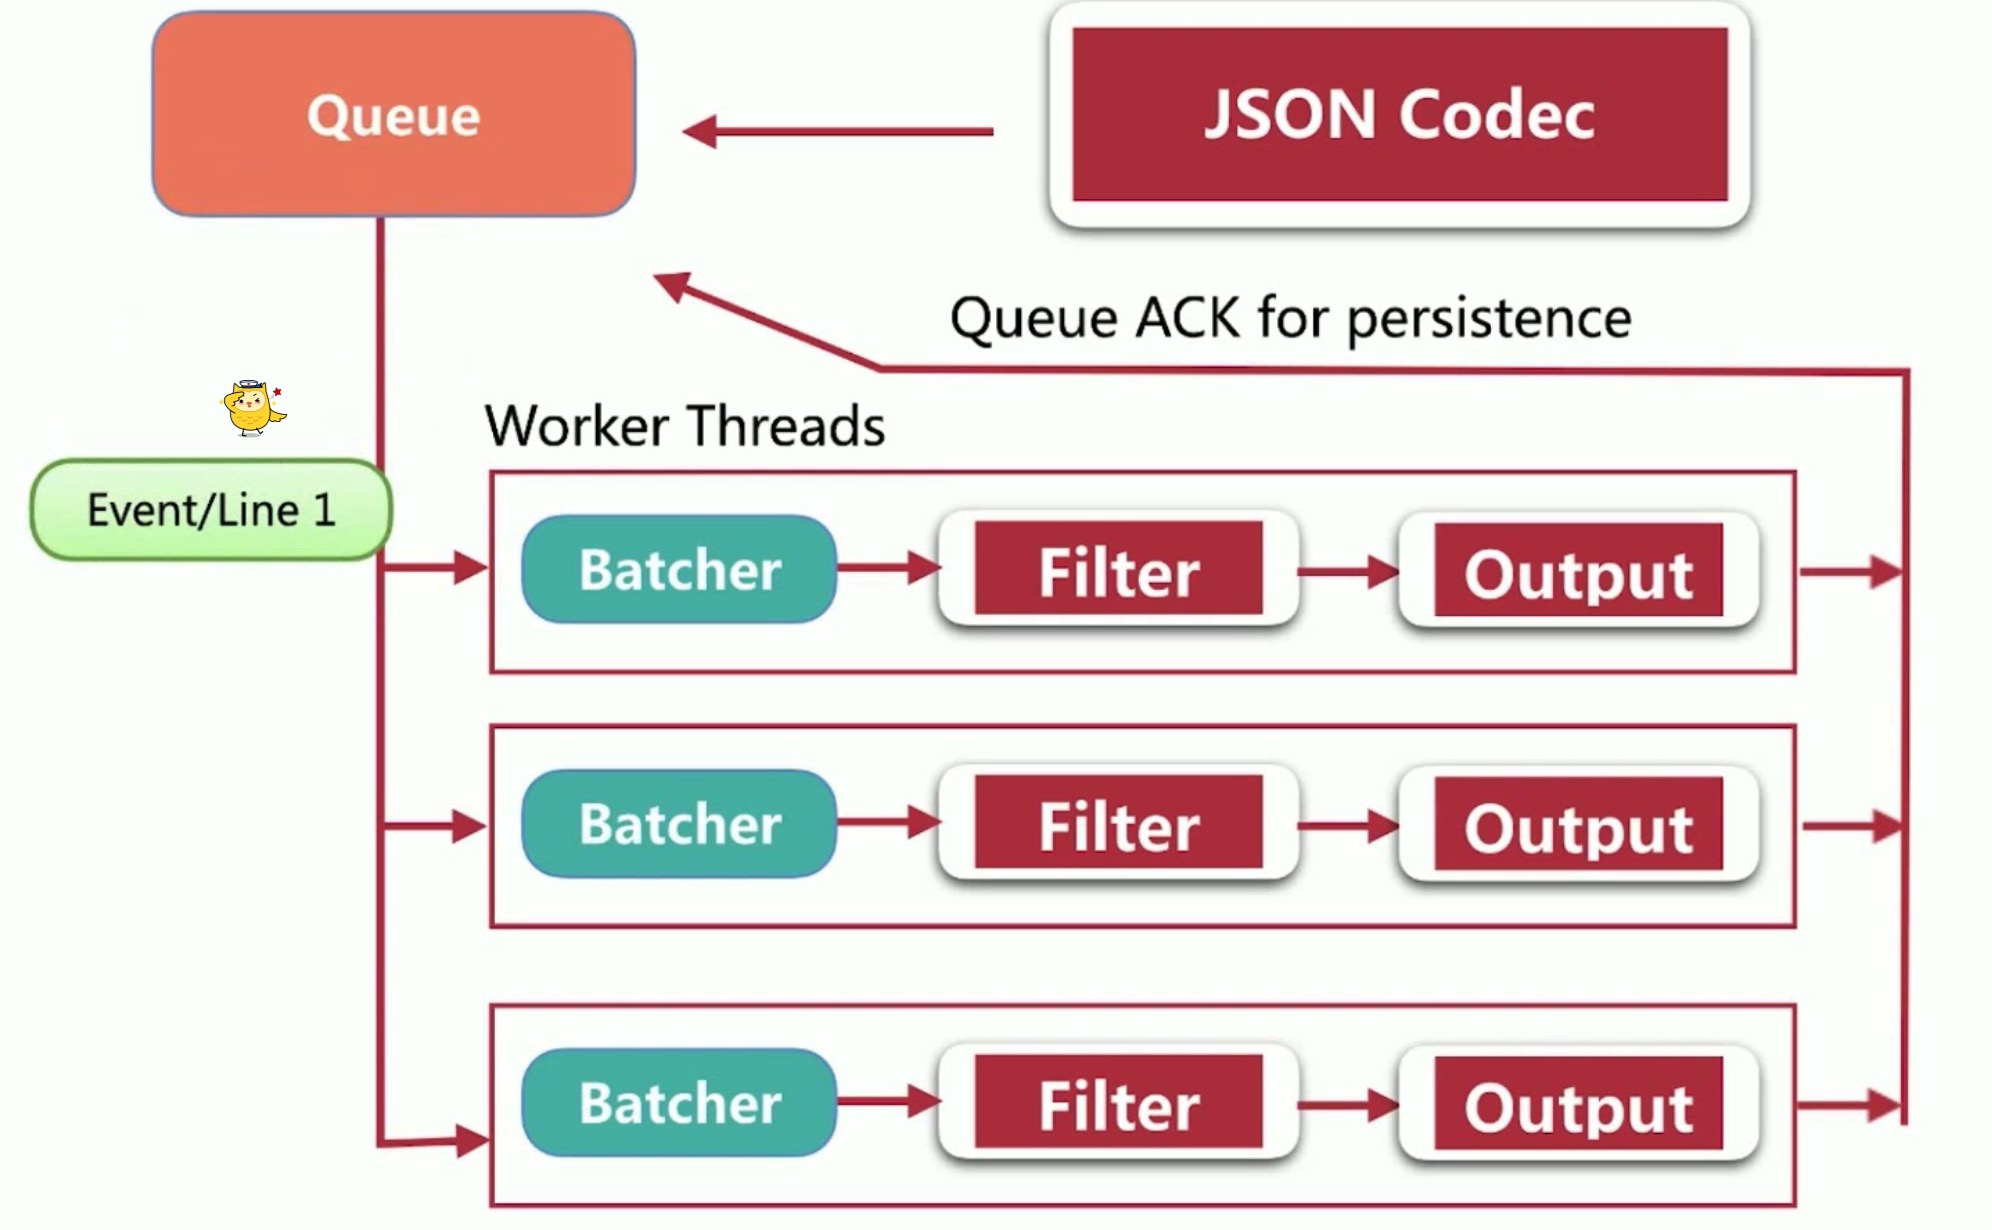 Queue
JSON Codec
Queue ACK for persistence
Worker Threads
Event/Line 1
Batcher
Filter
Output
Batcher
Filter
Output
Batcher
Filter
Output